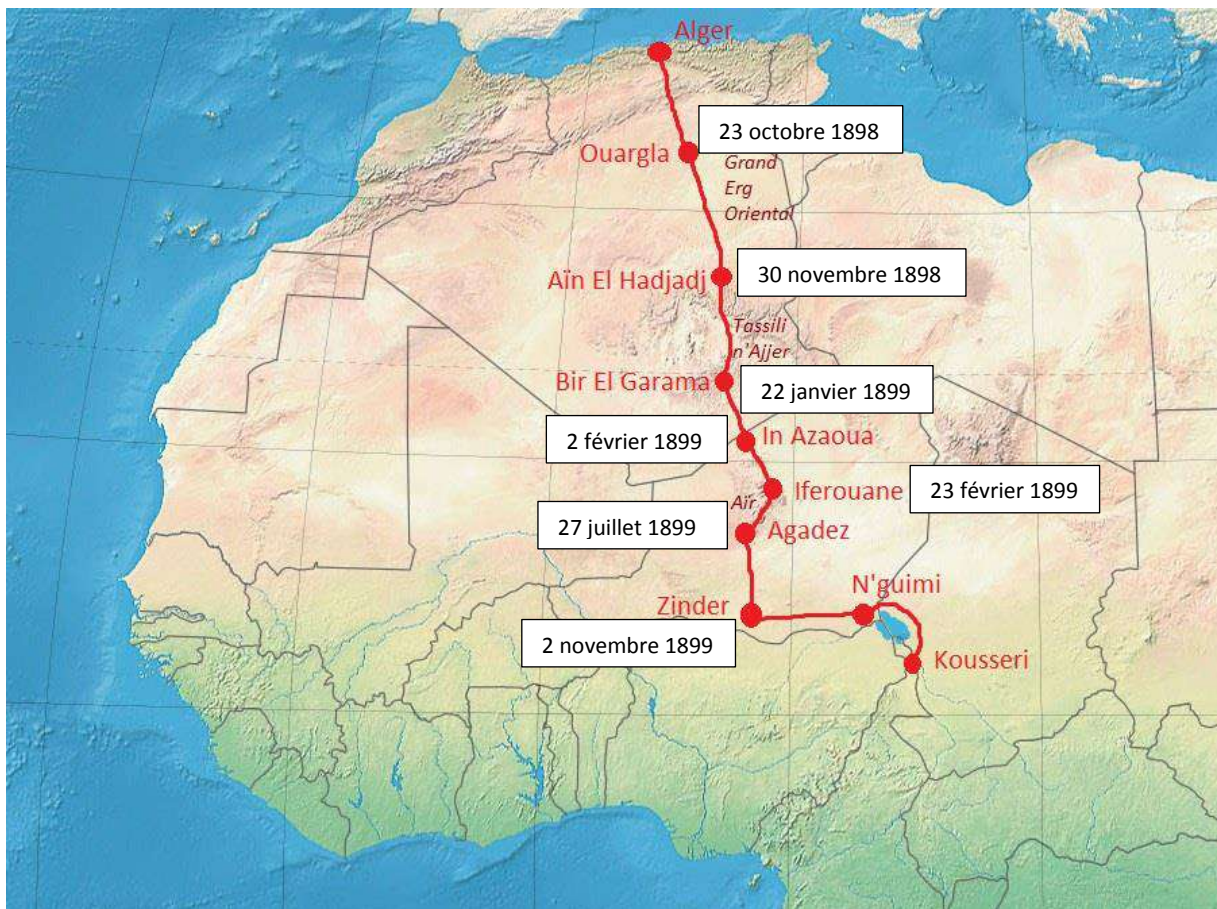 Alger
23 octobre 1898
Ouargla
Grand
Erg
Oriental
Aïn El Hadjadj
30 novembre 1898
Tassili
n'Ajjer
Bir El Garama
22 janvier 1899
2 février 1899
In Azaoua
Iferouane
23 février 1899
Aïr
27 juillet 1899
Agadez
N'guimi
Zinder
2 novembre 1899
Kousseri